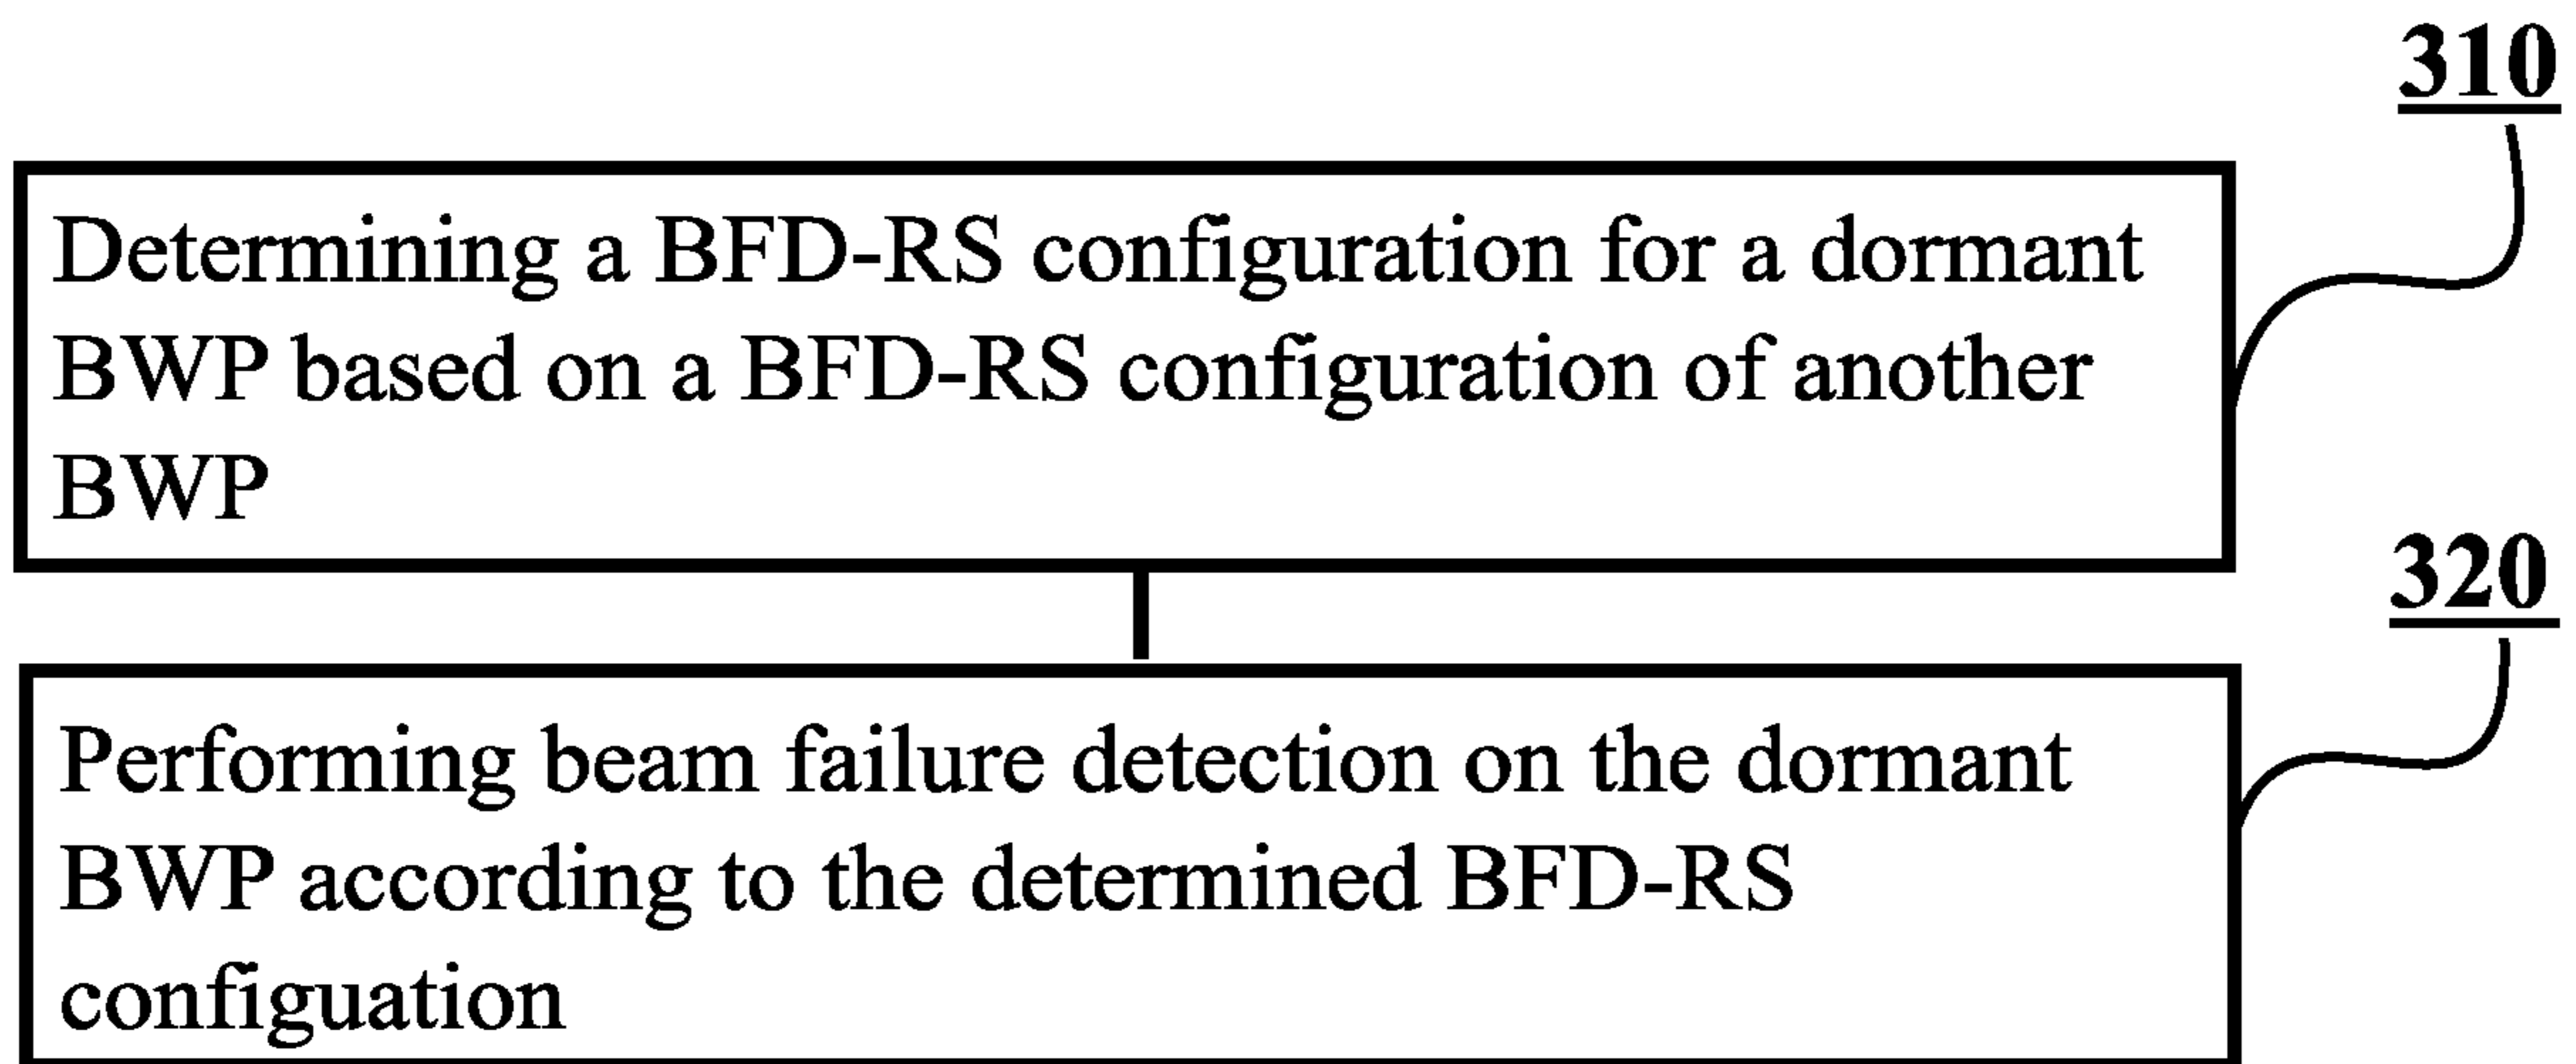 310
Determining a BFD-RS configuration for a dormant
BWP based on a BFD-RS configuration of another
BWP
320
Performing beam failure detection on the dormant
BWP according to the determined BFD-RS
configuation